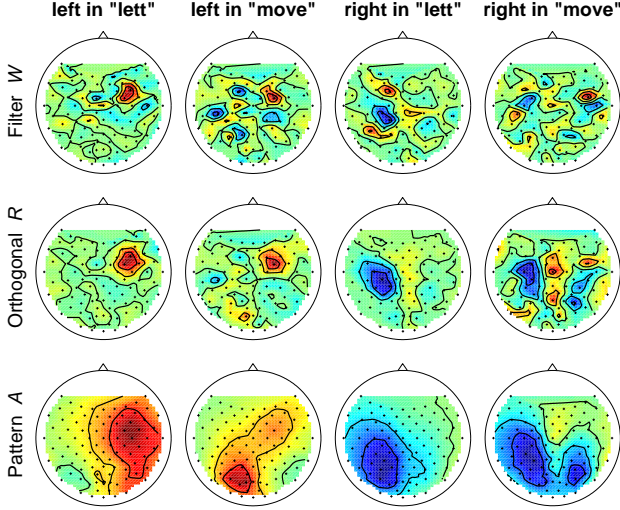 left in "lett" left in "move" right in "lett" right in "move"
Filter W
Orthogonal R
Pattern A